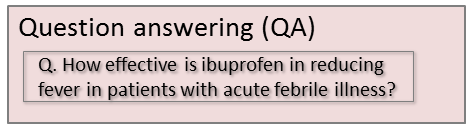 Question answering (QA)
Q. How effective is ibuprofen in reducing
fever in patients with acute febrile illness?